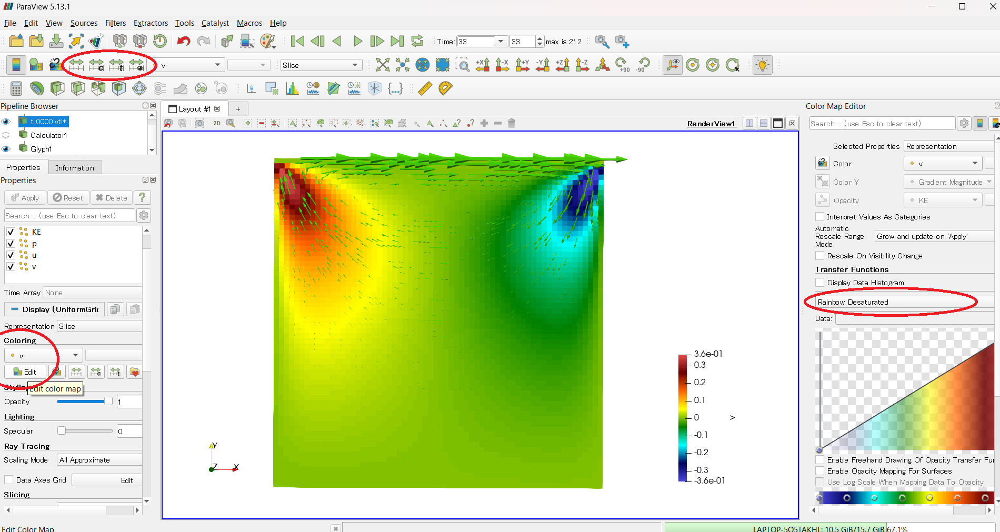 ParaView 5.13.1
File Edit View Sources Filters Extractors Tools Catalyst Macros Help
Time: 33 33 max is 212
v Slice +X -X +Y -Y +Z -Z +90 -90
Pipeline Browser
t_0000.vti*
Calculator1
Glyph1
Properties Information
Properties
Apply Reset Delete ?
Search ... (use Esc to clear text)
KE
p
u
v
Time Array None
Display (UniformGri
Representation Slice
Coloring
v
Edit
Styling
Edit color map
Opacity 1
Lighting
Specular 0
Ray Tracing
Scaling Mode All Approximate
Data Axes Grid Edit
Slicing
Edit Color Map
Layout #1 +
2D RenderView1
3.6e-01
0.3
0.2
0.1
0 v
-0.1
-0.2
-0.3
-3.6e-01
Y
Z X
Color Map Editor
Search ... (use Esc to clear text)
Selected Properties Representation
Color v
Color Y Gradient Magnitude
Opacity KE
Interpret Values As Categories
Automatic
Rescale Range Grow and update on 'Apply'
Mode
Rescale On Visibility Change
Transfer Functions
Display Data Histogram
Rainbow Desaturated
Data:
Enable Freehand Drawing Of Opacity Transfer Fun
Enable Opacity Mapping For Surfaces
Use Log Scale When Mapping Data To Opacity
LAPTOP-5O5TAKHL: 10.5 GiB/15.7 GiB 67.1%